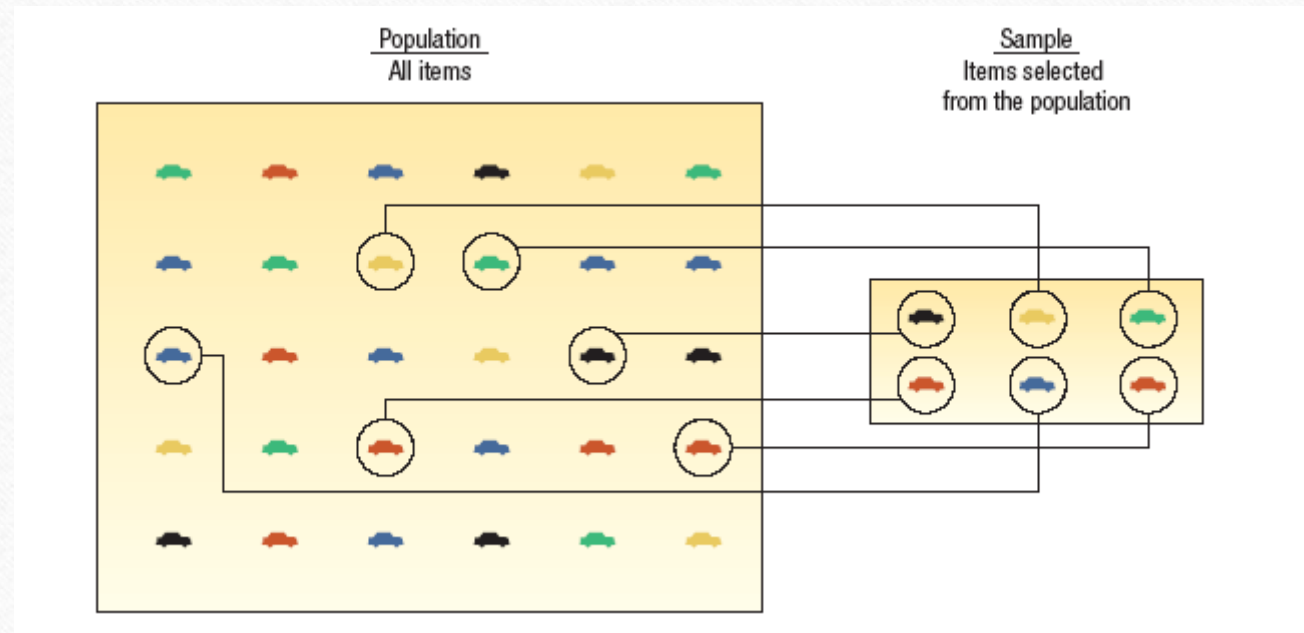 Population
All items
Sample
Items selected
from the population